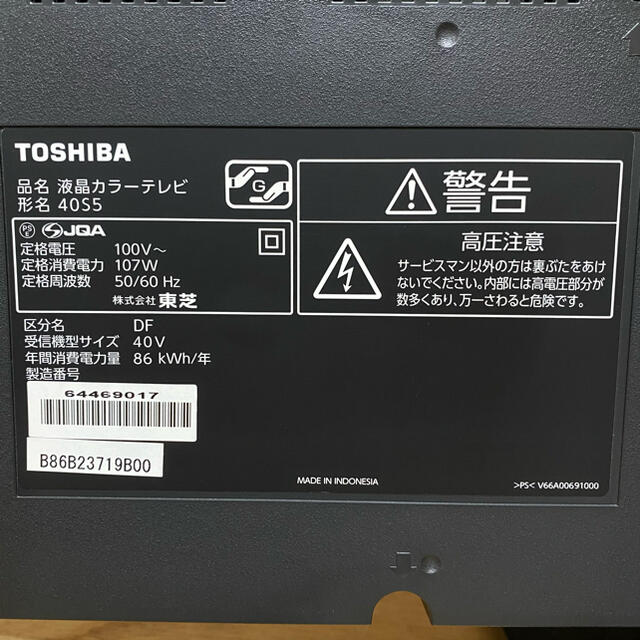 TOSHIBA
品名 液晶カラーテレビ
形名 40S5
G
PS E JQA
定格電圧 100V～
定格消費電力 107W
定格周波数 50/60 Hz
株式会社 東芝
警告
高圧注意
サービスマン以外の方は裏ぶたをあけ
ないでください。内部には高電圧部分が
数多くあり、万一さわると危険です。
区分名 DF
受信機型サイズ 40V
年間消費電力量 86 kWh/年
製造番号
64469017
B86B23719B00
MADE IN INDONESIA
>PS< V66A00691000